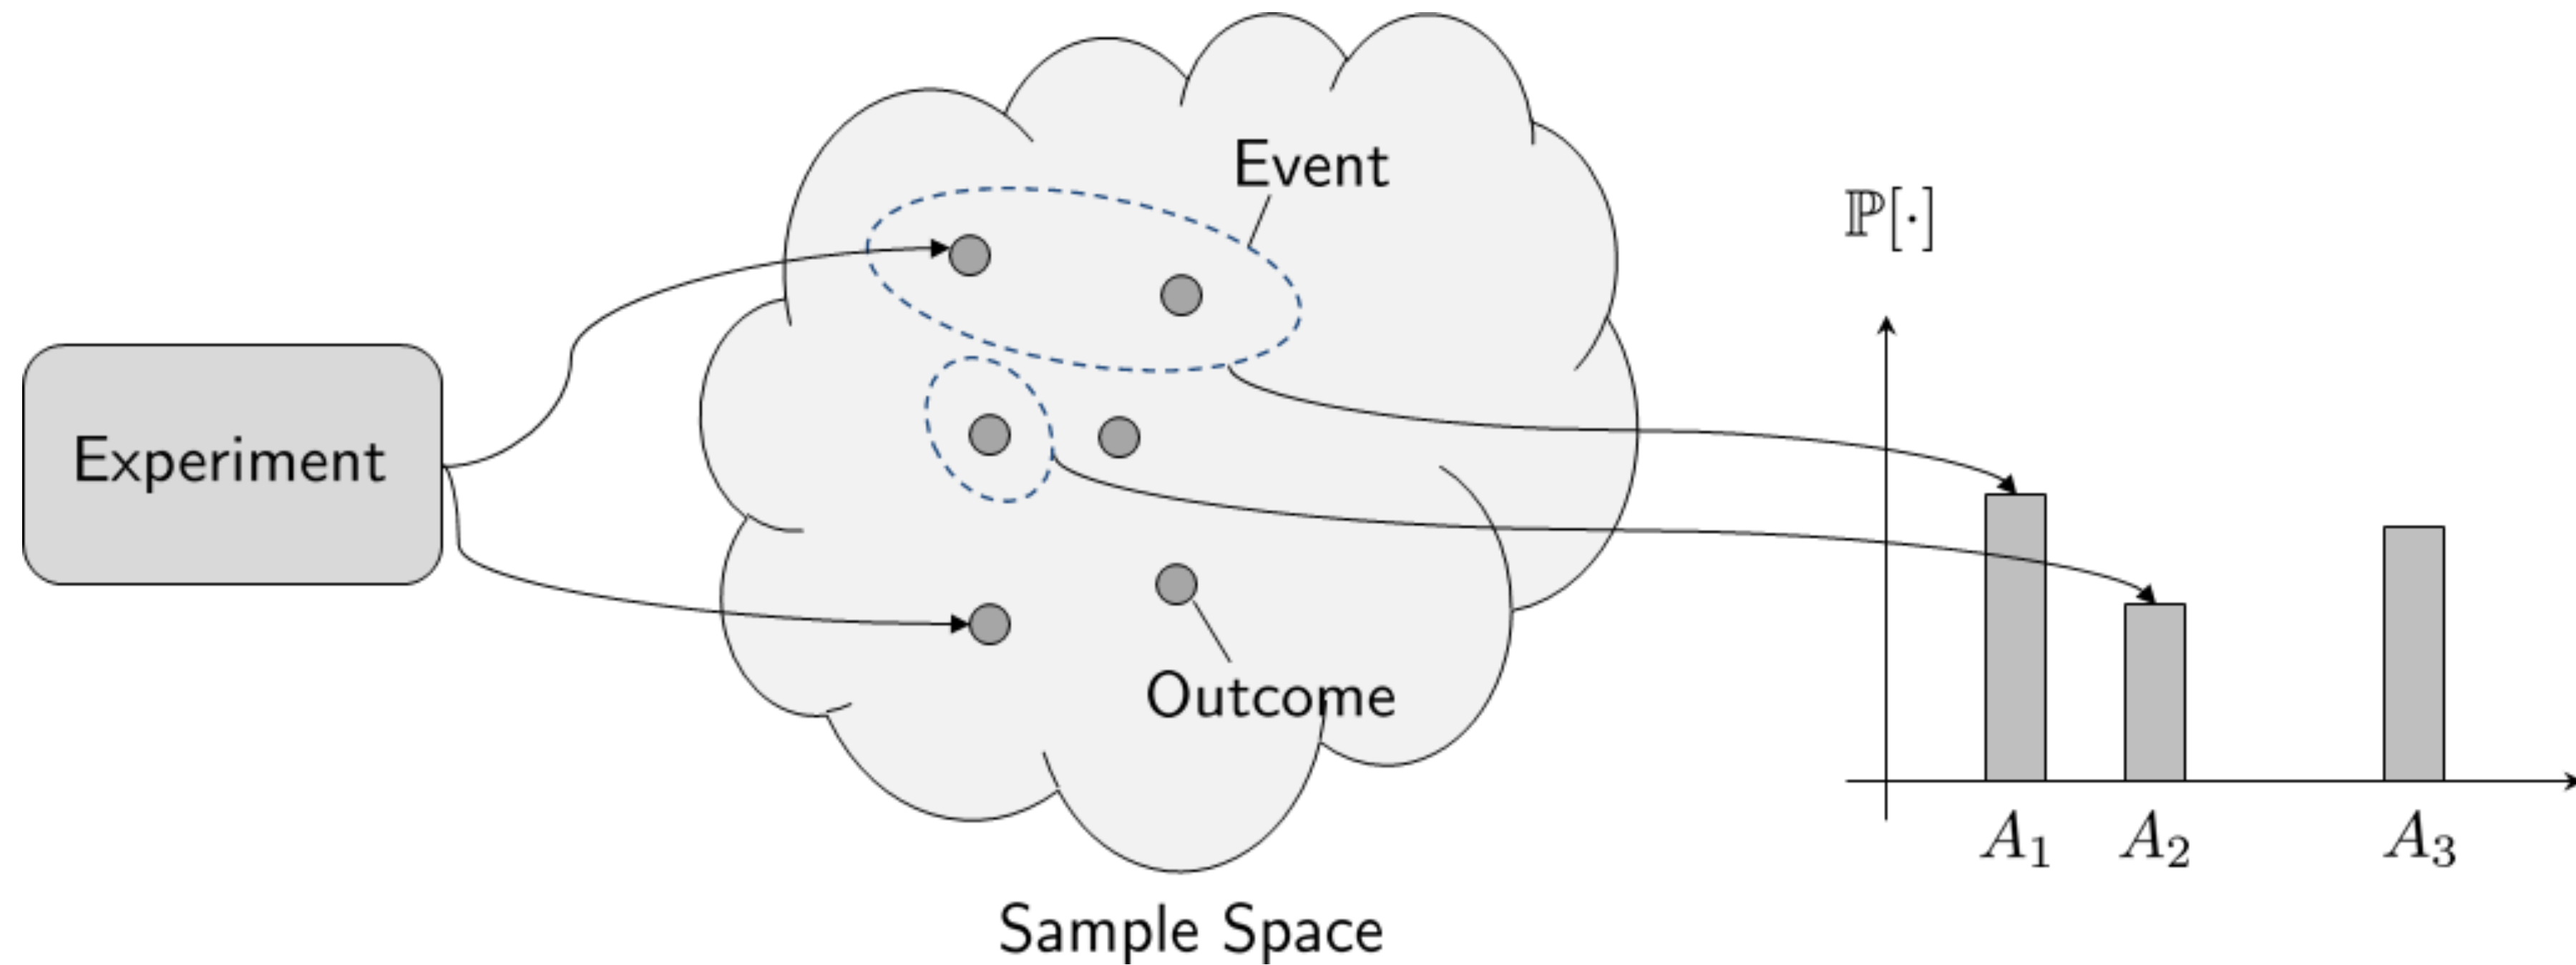 Event
ℙ[·]
Experiment
Outcome
A₁ A₂ A₃
Sample Space